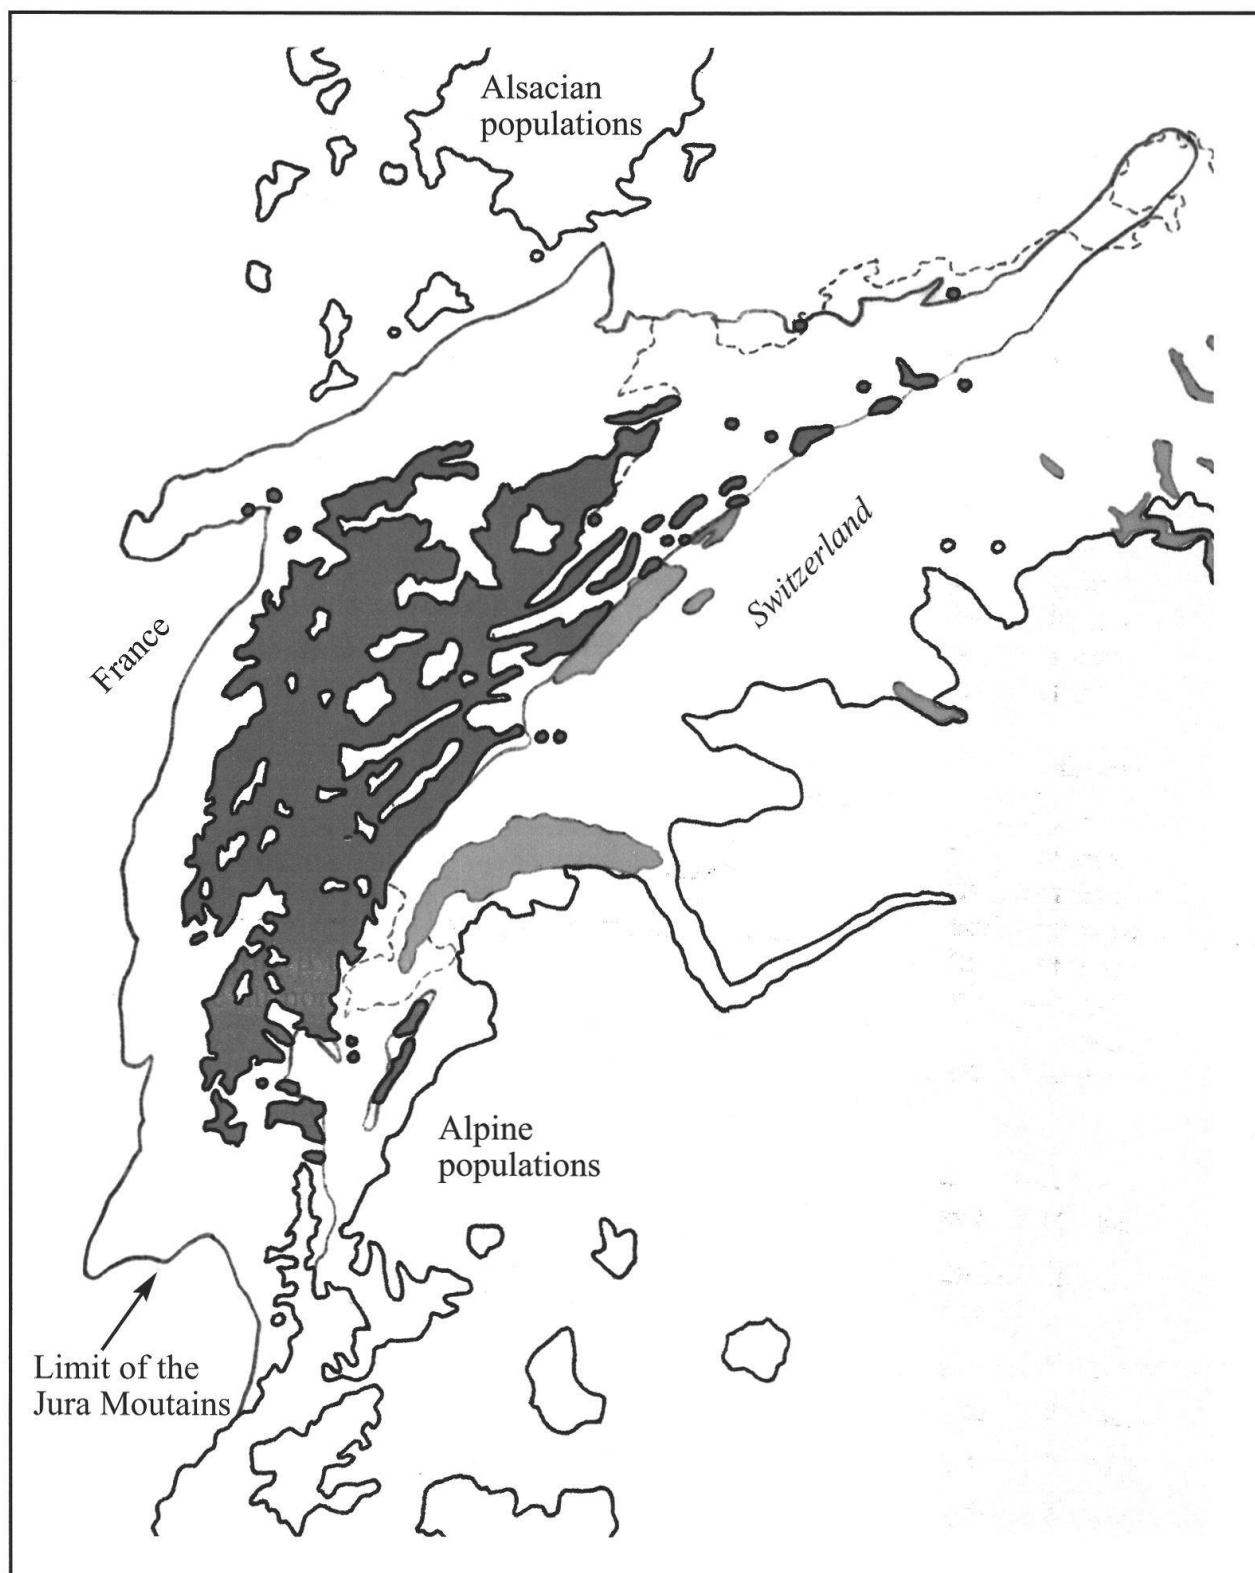 Alsacian
populations
France
Switzerland
Alpine
populations
Limit of the
Jura Moutains